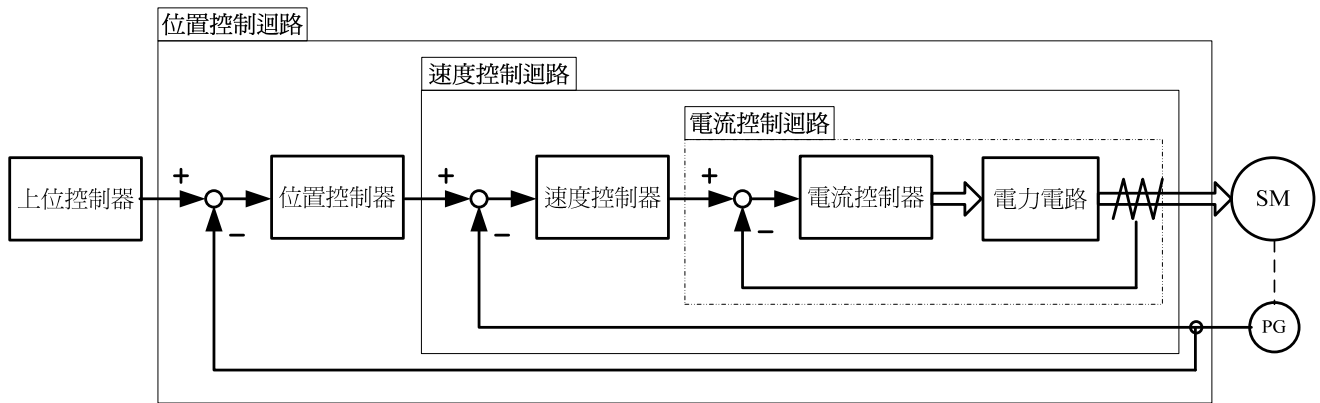 位置控制迴路
速度控制迴路
電流控制迴路
上位控制器
+
−
位置控制器
+
−
速度控制器
+
−
電流控制器
電力電路
SM
PG